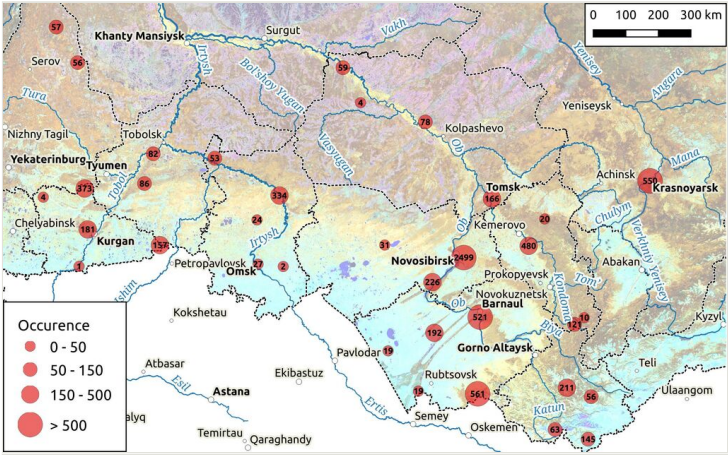 57
Khanty Mansiysk
Surgut
Vakh
0 100 200 300 km
Serov
56
Irtysh
Bol'shoy Yugan
59
Yenisey
Angara
Tura
4
Yeniseysk
Nizhny Tagil
Tobolsk
78
Kolpashevo
Vasyugan
Ob
Yekaterinburg
Tyumen
82
53
Achinsk
Mana
373
86
Tobol
334
Tomsk
166
550
Krasnoyarsk
4
Chelyabinsk
181
24
20
Chulym
Kurgan
157
Irtysh
31
Ob
Kemerovo
480
Verkhniy Yenisey
1
Petropavlovsk
27
2
Omsk
Novosibirsk
2499
Abakan
Ishim
226
Prokopyevsk
Tom'
Ob
Novokuznetsk
Kondoma
Barnaul
Occurence
Kokshetau
521
10
121
Kyzyl
0 - 50
192
Biya
50 - 150
Atbasar
Pavlodar
19
Gorno Altaysk
Teli
150 - 500
Esil
Ekibastuz
Rubtsovsk
Ulaangom
> 500
Astana
19
561
211
56
Ertis
Semey
Katun
alyq
Temirtau
Oskemen
63
145
Qaraghandy